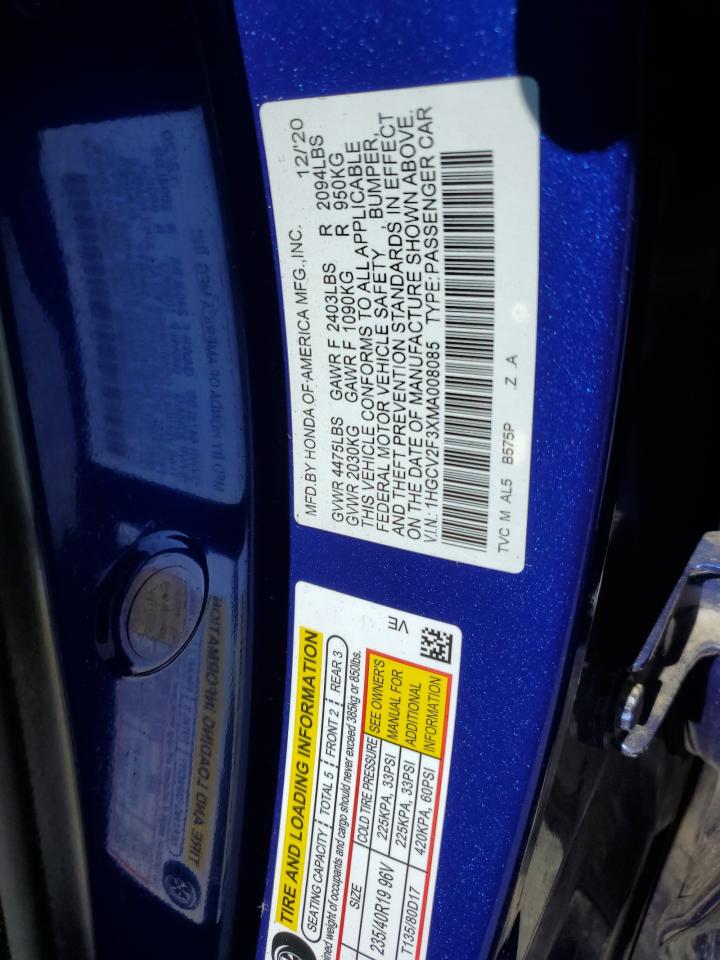 MFD.BY HONDA OF AMERICA MFG.,INC. 12/'20
GVWR 4475LBS GAWR F 2403LBS R 2094LBS
GVWR 2030KG GAWR F 1090KG R 950KG
THIS VEHICLE CONFORMS TO ALL APPLICABLE
FEDERAL MOTOR VEHICLE SAFETY , BUMPER,
AND THEFT PREVENTION STANDARDS IN EFFECT
ON THE DATE OF MANUFACTURE SHOWN ABOVE.
V.I.N.: 1HGCV2F3XMA008085 TYPE:PASSENGER CAR
TVC M AL5 B575P .Z .A
TIRE AND LOADING INFORMATION
SEATING CAPACITY TOTAL 5 FRONT 2 REAR 3
weight of occupants and cargo should never exceed 385kg or 850lbs.
SIZE COLD TIRE PRESSURE SEE OWNER'S
235/40R19 96V 225KPA, 33PSI MANUAL FOR
225KPA, 33PSI ADDITIONAL
T135/80D17 420KPA, 60PSI INFORMATION
VE